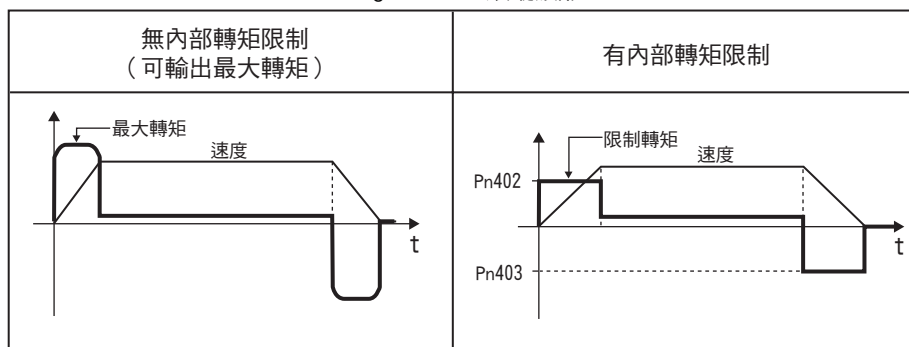 無內部轉矩限制
（可輸出最大轉矩）
有內部轉矩限制
最大轉矩
速度
t
限制轉矩
速度
Pn402
t
Pn403